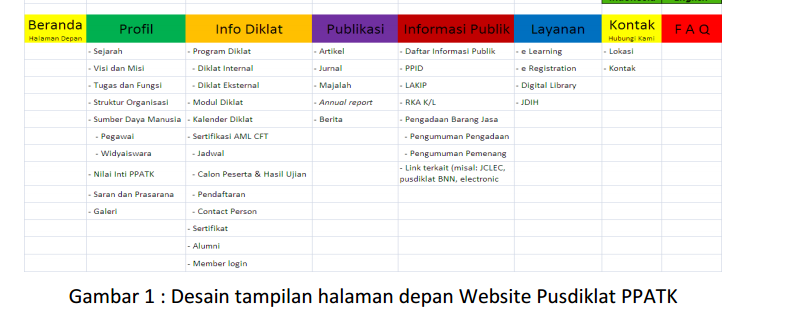 Indonesia English
Beranda
Halaman Depan
Profil
Info Diklat
Publikasi
Informasi Publik
Layanan
Kontak
Hubungi Kami
F A Q
- Sejarah
- Visi dan Misi
- Tugas dan Fungsi
- Struktur Organisasi
- Sumber Daya Manusia
- Pegawai
- Widyaiswara
- Nilai Inti PPATK
- Saran dan Prasarana
- Galeri
- Program Diklat
- Diklat Internal
- Diklat Eksternal
- Modul Diklat
- Kalender Diklat
- Sertifikasi AML CFT
- Jadwal
- Calon Peserta & Hasil Ujian
- Pendaftaran
- Contact Person
- Sertifikat
- Alumni
- Member login
- Artikel
- Jurnal
- Majalah
- Annual report
- Berita
- Daftar Informasi Publik
- PPID
- LAKIP
- RKA K/L
- Pengadaan Barang Jasa
- Pengumuman Pengadaan
- Pengumuman Pemenang
- Link terkait (misal: JCLEC,
pusdiklat BNN, electronic
- e Learning
- e Registration
- Digital Library
- JDIH
- Lokasi
- Kontak
Gambar 1 : Desain tampilan halaman depan Website Pusdiklat PPATK